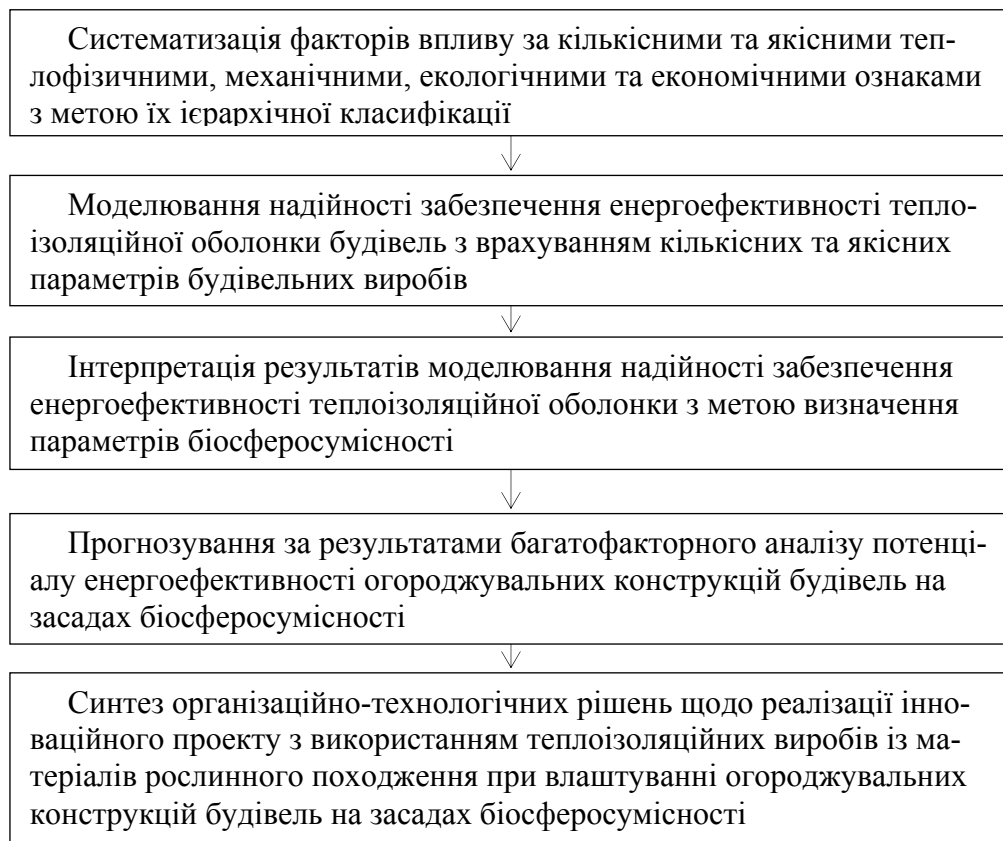 Систематизація факторів впливу за кількісними та якісними теп-
лофізичними, механічними, екологічними та економічними ознаками
з метою їх ієрархічної класифікації
Моделювання надійності забезпечення енергоефективності тепло-
ізоляційної оболонки будівель з врахуванням кількісних та якісних
параметрів будівельних виробів
Інтерпретація результатів моделювання надійності забезпечення
енергоефективності теплоізоляційної оболонки з метою визначення
параметрів біосферосумісності
Прогнозування за результатами багатофакторного аналізу потенці-
алу енергоефективності огороджувальних конструкцій будівель на
засадах біосферосумісності
Синтез організаційно-технологічних рішень щодо реалізації інно-
ваційного проекту з використанням теплоізоляційних виробів із ма-
теріалів рослинного походження при влаштуванні огороджувальних
конструкцій будівель на засадах біосферосумісності